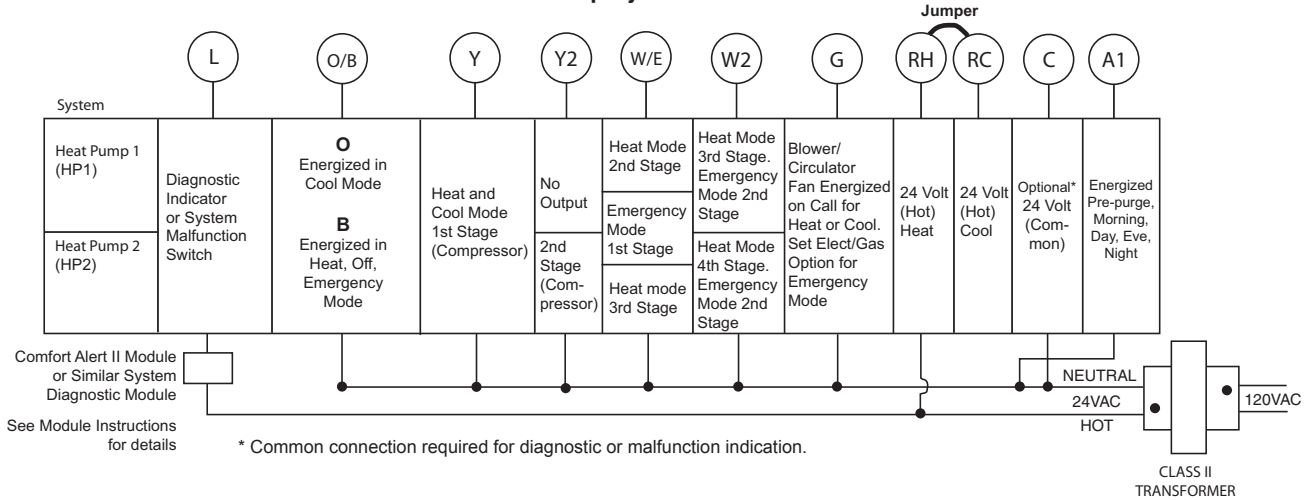 Jumper
L
O/B
Y
Y2
W/E
W2
G
RH
RC
C
A1
System
Heat Pump 1
(HP1)
Heat Pump 2
(HP2)
Diagnostic
Indicator
or System
Malfunction
Switch
O
Energized in
Cool Mode
B
Energized in
Heat, Off,
Emergency
Mode
Heat and
Cool Mode
1st Stage
(Compressor)
No
Output
2nd
Stage
(Com-
pressor)
Heat Mode
2nd Stage
Emergency
Mode
1st Stage
Heat mode
3rd Stage
Heat Mode
3rd Stage.
Emergency
Mode 2nd
Stage
Heat Mode
4th Stage.
Emergency
Mode 2nd
Stage
Blower/
Circulator
Fan Energized
on Call for
Heat or Cool.
Set Elect/Gas
Option for
Emergency
Mode
24 Volt
(Hot)
Heat
24 Volt
(Hot)
Cool
Optional*
24 Volt
(Com-
mon)
Energized
Pre-purge,
Morning,
Day, Eve,
Night
Comfort Alert II Module
or Similar System
Diagnostic Module
See Module Instructions
for details
NEUTRAL
24VAC
HOT
120VAC
* Common connection required for diagnostic or malfunction indication.
CLASS II
TRANSFORMER